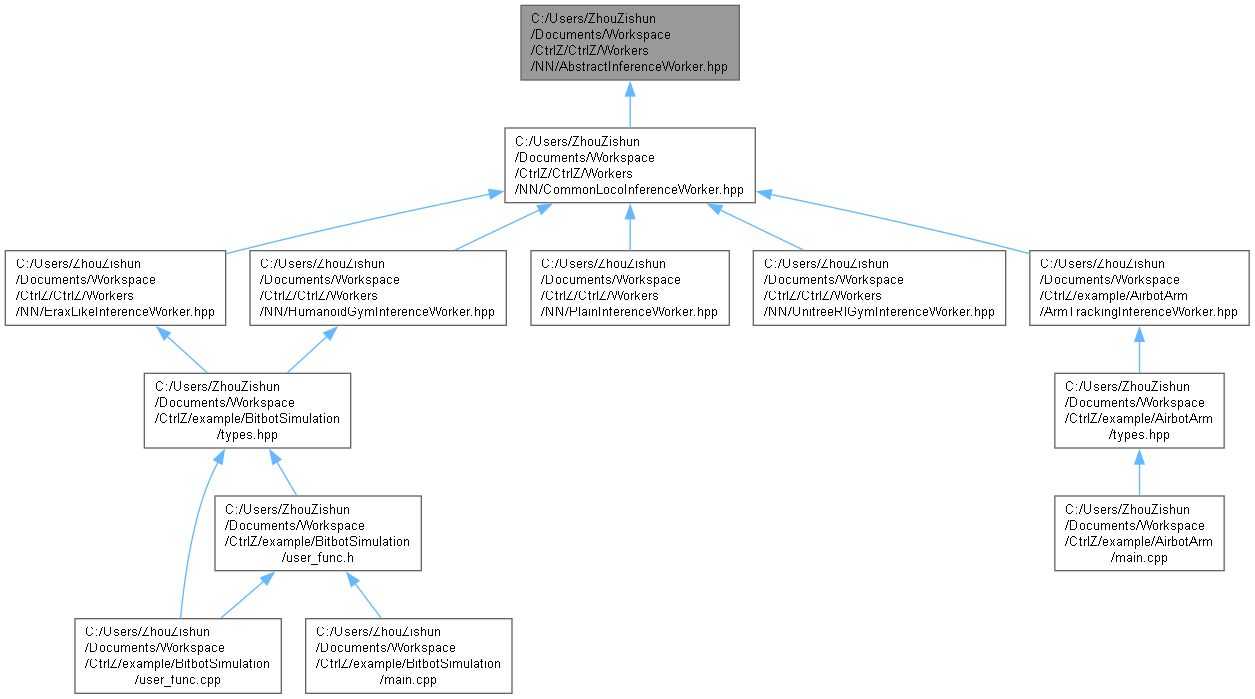 C:/Users/ZhouZishun
/Documents/Workspace
/CtrlZ/CtrlZ/Workers
/NN/AbstractInferenceWorker.hpp
C:/Users/ZhouZishun
/Documents/Workspace
/CtrlZ/CtrlZ/Workers
/NN/CommonLocoInferenceWorker.hpp
C:/Users/ZhouZishun
/Documents/Workspace
/CtrlZ/CtrlZ/Workers
/NN/EraxLikeInferenceWorker.hpp
C:/Users/ZhouZishun
/Documents/Workspace
/CtrlZ/CtrlZ/Workers
/NN/HumanoidGymInferenceWorker.hpp
C:/Users/ZhouZishun
/Documents/Workspace
/CtrlZ/CtrlZ/Workers
/NN/PlainInferenceWorker.hpp
C:/Users/ZhouZishun
/Documents/Workspace
/CtrlZ/CtrlZ/Workers
/NN/UnitreeRlGymInferenceWorker.hpp
C:/Users/ZhouZishun
/Documents/Workspace
/CtrlZ/example/AirbotArm
/ArmTrackingInferenceWorker.hpp
C:/Users/ZhouZishun
/Documents/Workspace
/CtrlZ/example/BitbotSimulation
/types.hpp
C:/Users/ZhouZishun
/Documents/Workspace
/CtrlZ/example/AirbotArm
/types.hpp
C:/Users/ZhouZishun
/Documents/Workspace
/CtrlZ/example/BitbotSimulation
/user_func.h
C:/Users/ZhouZishun
/Documents/Workspace
/CtrlZ/example/AirbotArm
/main.cpp
C:/Users/ZhouZishun
/Documents/Workspace
/CtrlZ/example/BitbotSimulation
/user_func.cpp
C:/Users/ZhouZishun
/Documents/Workspace
/CtrlZ/example/BitbotSimulation
/main.cpp